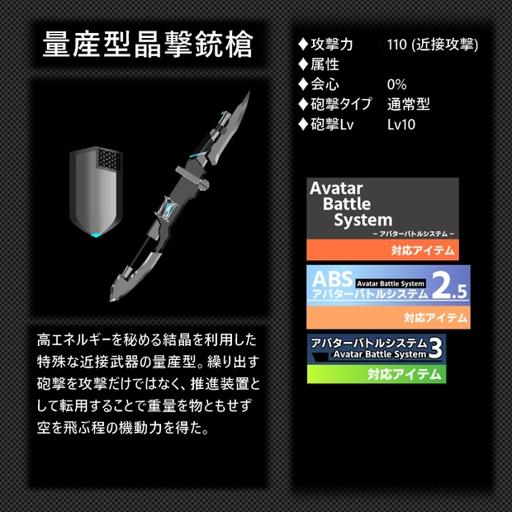 量産型晶撃銃槍
高エネルギーを秘める結晶を利用した
特殊な近接武器の量産型。繰り出す
砲撃を攻撃だけではなく、推進装置と
して転用することで重量を物ともせず
空を飛ぶ程の機動力を得た。
♦攻撃力 110 (近接攻撃)
♦属性
♦会心 0%
♦砲撃タイプ 通常型
♦砲撃Lv Lv10
Avatar
Battle
System
－アバターバトルシステム－
対応アイテム
ABS Avatar Battle System 2.5
アバターバトルシステム
対応アイテム
アバターバトルシステム 3
Avatar Battle System
対応アイテム